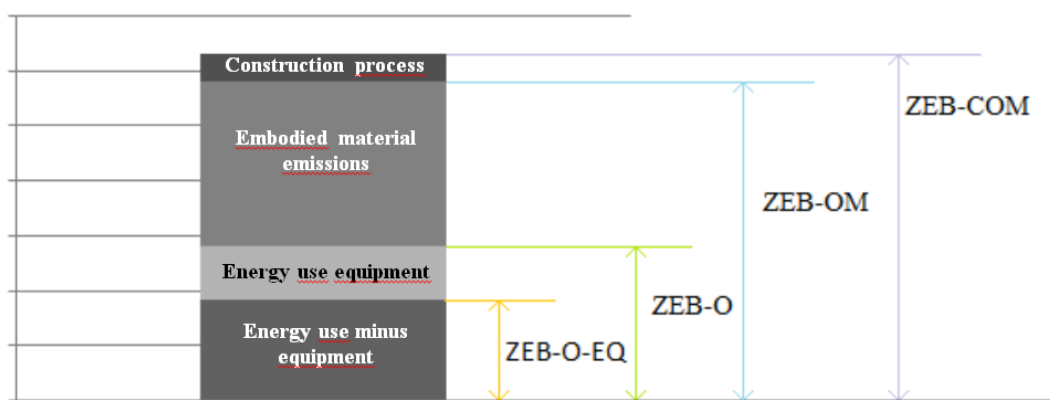 Construction process
ZEB-COM
Embodied material
emissions
ZEB-OM
Energy use equipment
ZEB-O
Energy use minus
equipment
ZEB-O-EQ